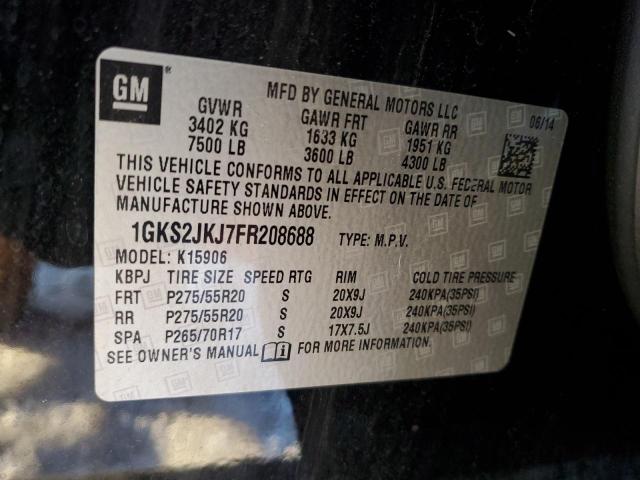 GM ®
MFD BY GENERAL MOTORS LLC 06/14
GVWR GAWR FRT GAWR RR
3402 KG 1633 KG 1951 KG
7500 LB 3600 LB 4300 LB
THIS VEHICLE CONFORMS TO ALL APPLICABLE U.S. FEDERAL MOTOR
VEHICLE SAFETY STANDARDS IN EFFECT ON THE DATE OF
MANUFACTURE SHOWN ABOVE.
1GKS2JKJ7FR208688 TYPE: M.P.V.
MODEL: K15906
KBPJ TIRE SIZE SPEED RTG RIM COLD TIRE PRESSURE
FRT P275/55R20 S 20X9J 240KPA(35PSI)
RR P275/55R20 S 20X9J 240KPA(35PSI)
SPA P265/70R17 S 17X7.5J 240KPA(35PSI)
SEE OWNER'S MANUAL i FOR MORE INFORMATION.